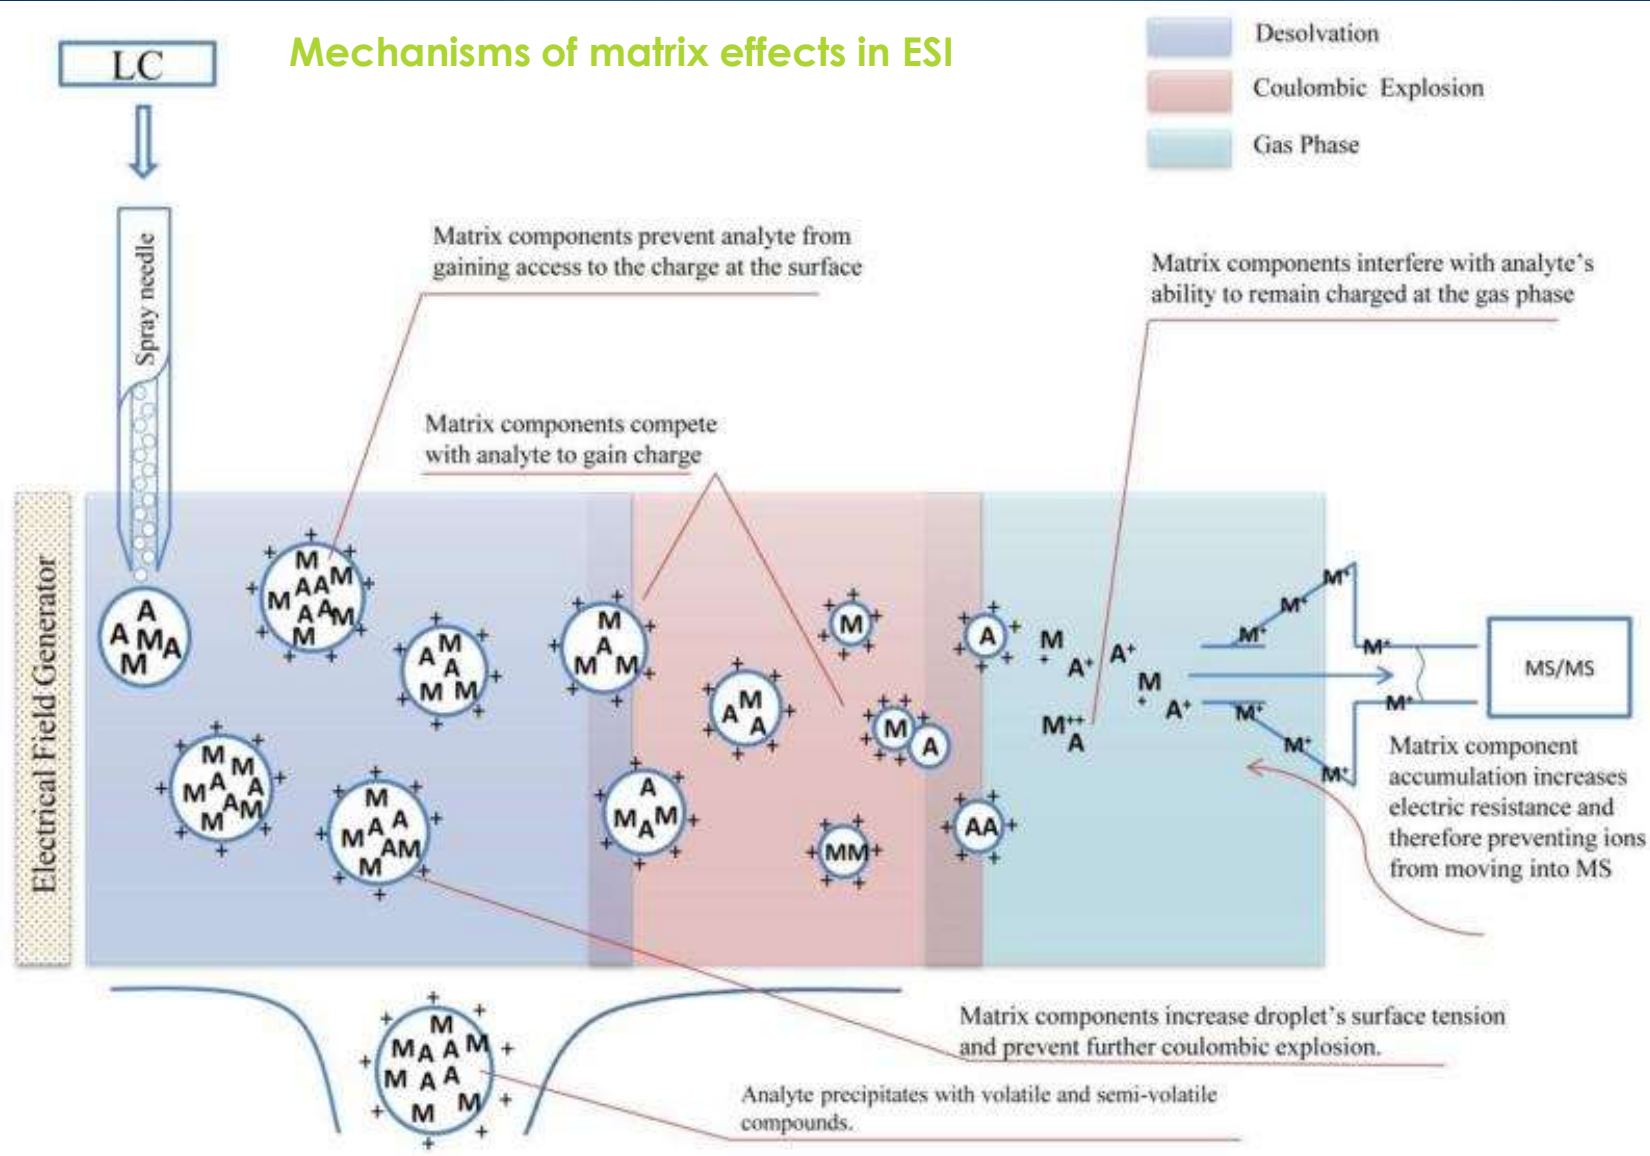 Mechanisms of matrix effects in ESI
LC
Desolvation
Coulombic Explosion
Gas Phase
Spray needle
Matrix components prevent analyte from
gaining access to the charge at the surface
Matrix components interfere with analyte's
ability to remain charged at the gas phase
Matrix components compete
with analyte to gain charge
Electrical Field Generator
A
A M A
M
M
A A M
M A A M
M
A M
A
M M
M
A
M M
M M
A A
M A M
M
M
A A
M A M
M
A
M M
A
M
A M
A
M
A
MM
A
AA
M
+
A+
A+
M
+
A+
M++
A
M+
M+
M+
M+
M+
M+
M+
M+
MS/MS
Matrix component
accumulation increases
electric resistance and
therefore preventing ions
from moving into MS
M
M A A M
M A A
M M
Matrix components increase droplet's surface tension
and prevent further coulombic explosion.
Analyte precipitates with volatile and semi-volatile
compounds.